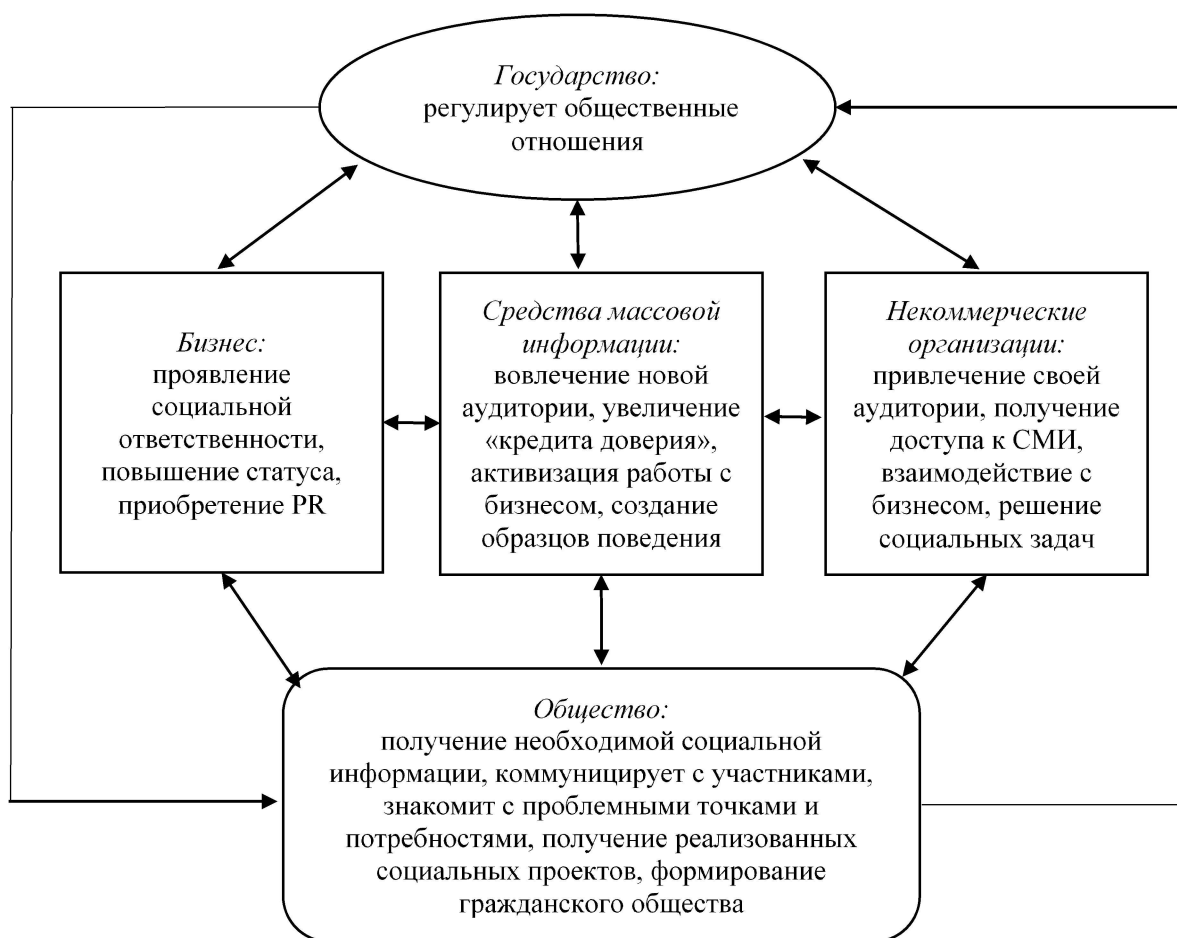 Государство:
регулирует общественные
отношения
Бизнес:
проявление
социальной
ответственности,
повышение статуса,
приобретение PR
Средства массовой
информации:
вовлечение новой
аудитории, увеличение
«кредита доверия»,
активизация работы с
бизнесом, создание
образцов поведения
Некоммерческие
организации:
привлечение своей
аудитории, получение
доступа к СМИ,
взаимодействие с
бизнесом, решение
социальных задач
Общество:
получение необходимой социальной
информации, коммуницирует с участниками,
знакомит с проблемными точками и
потребностями, получение реализованных
социальных проектов, формирование
гражданского общества